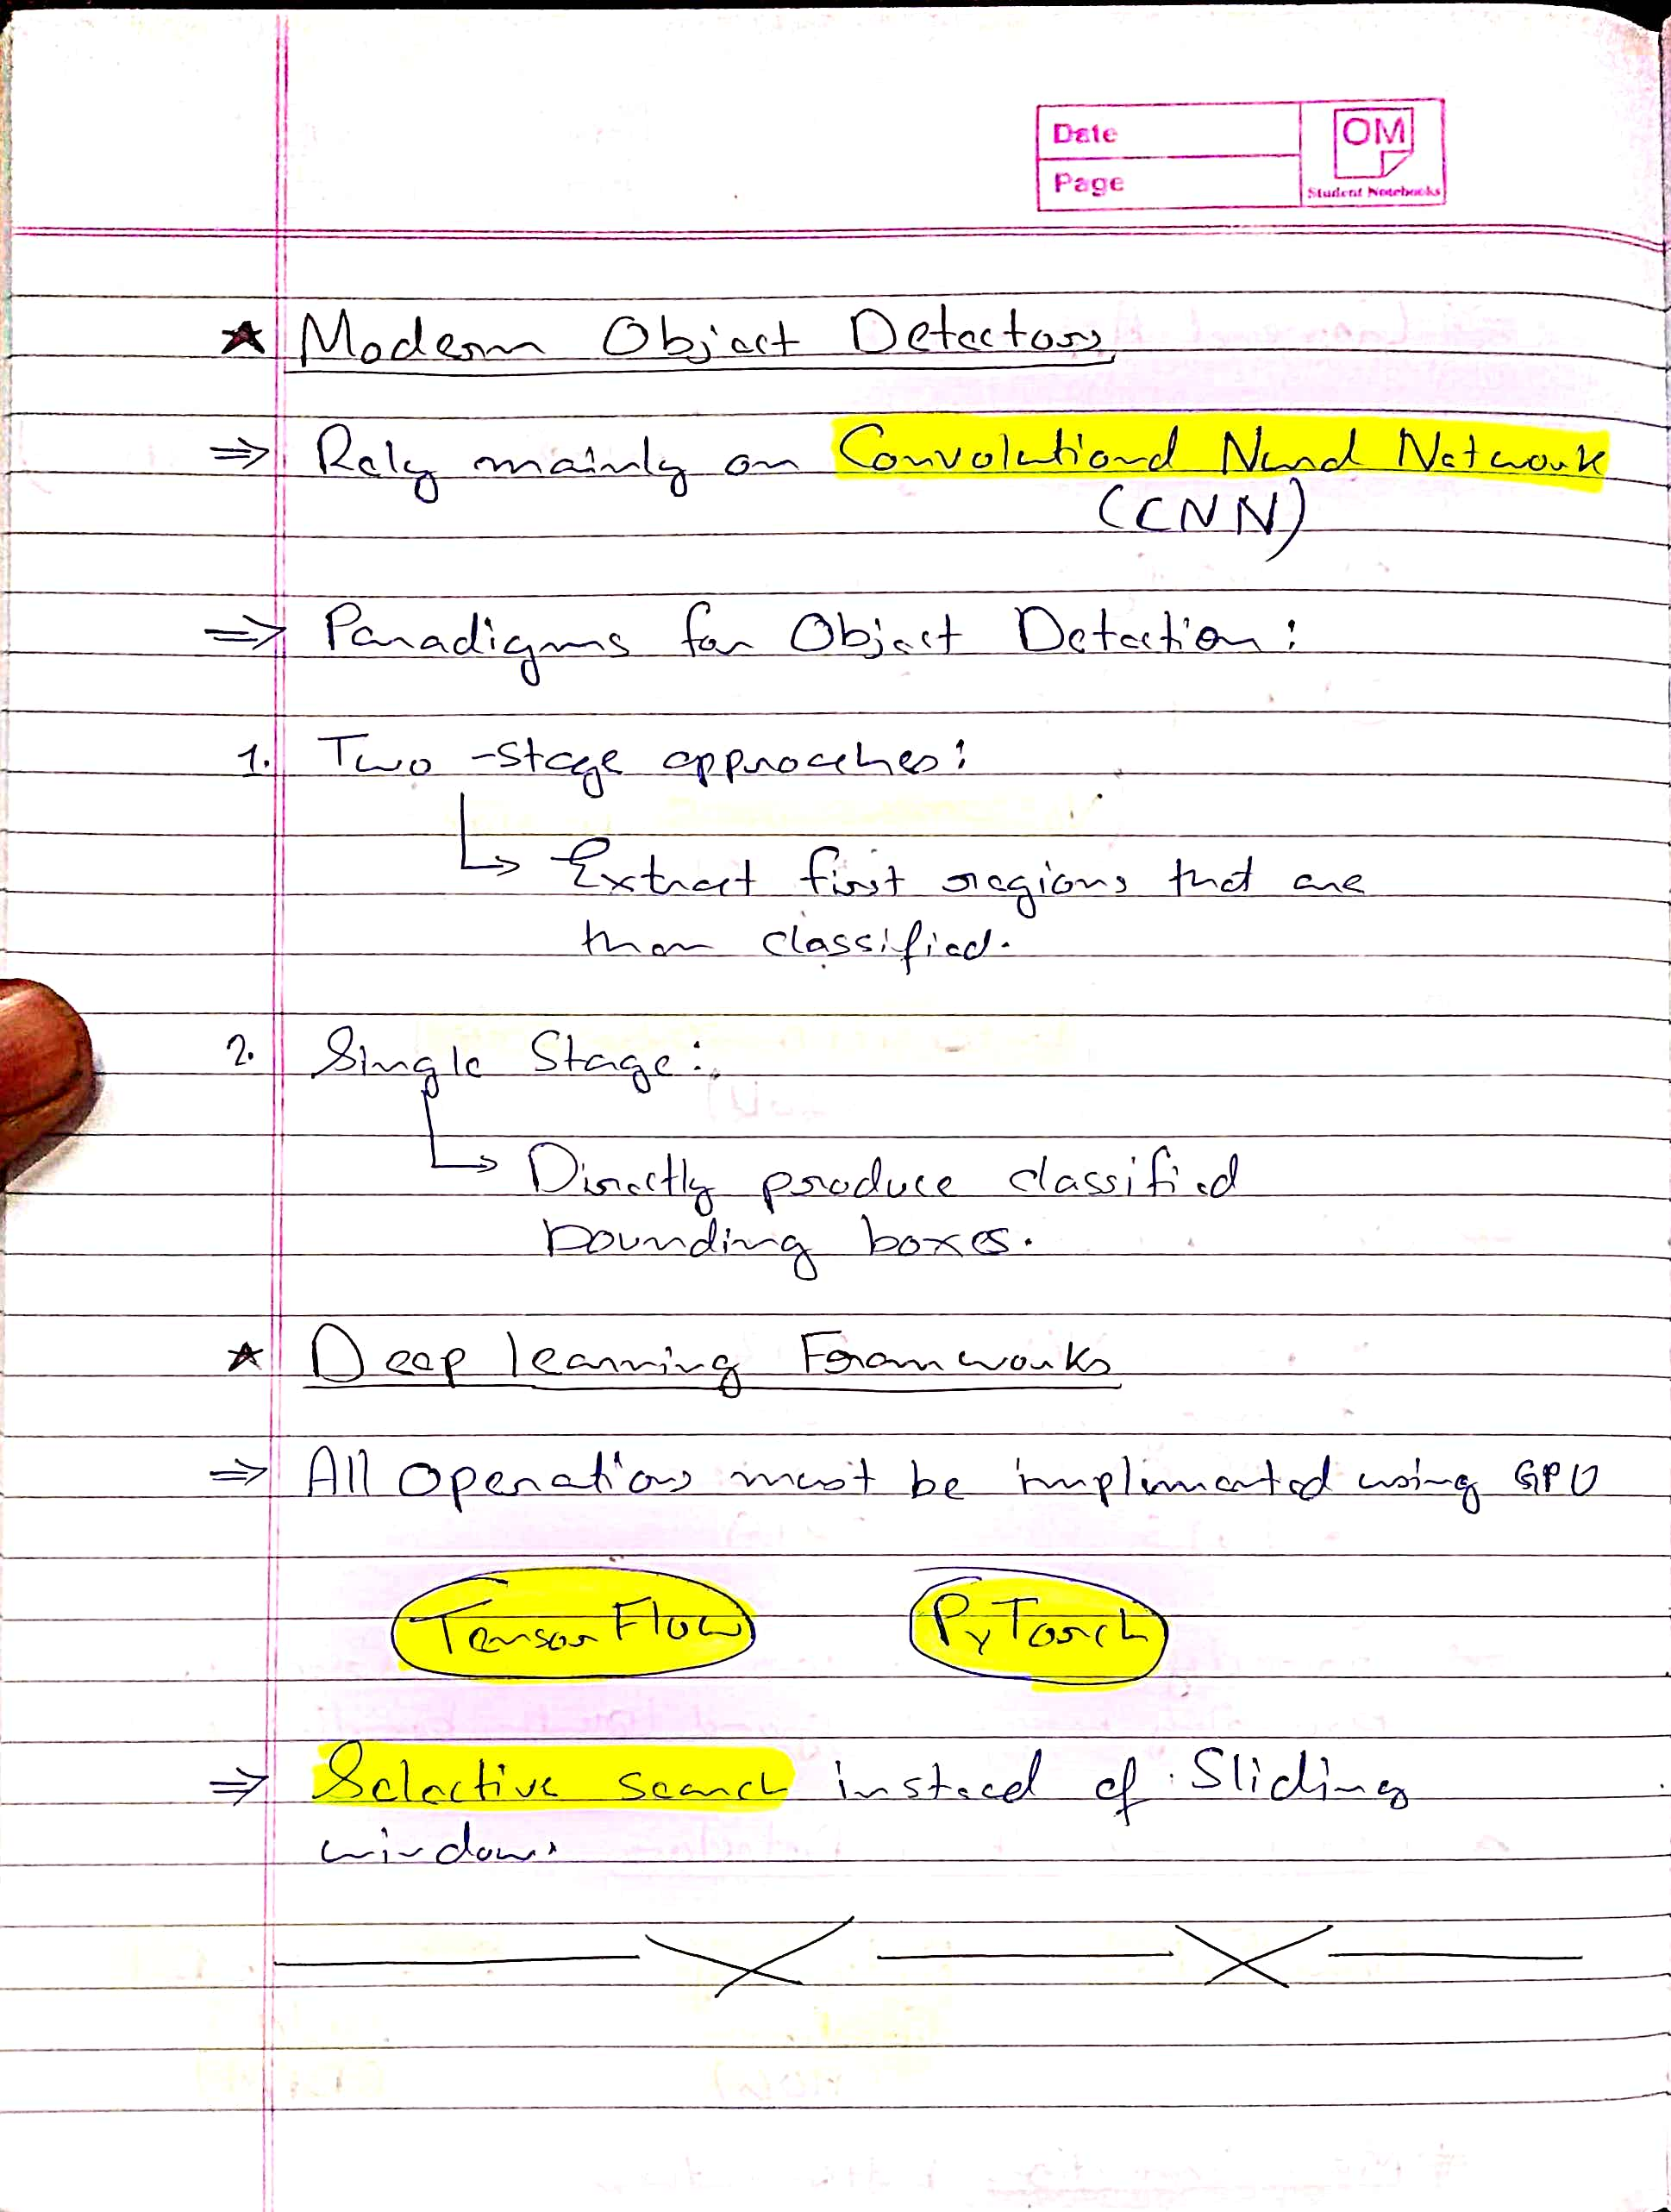 Date
Page
OM
Student Notebooks
★ Modern Object Detectors
⇒ Rely mainly on Convolutional Neural Network
(CNN)
⇒ Paradigms for Object Detection:
1. Two-stage approaches:
↳ Extract first regions that are
then classified.
2. Single Stage:
↳ Directly produce classified
bounding boxes.
★ Deep learning Frameworks
⇒ All Operations must be implemented using GPU
TensorFlow PyTorch
⇒ Selective search instead of Sliding
window.